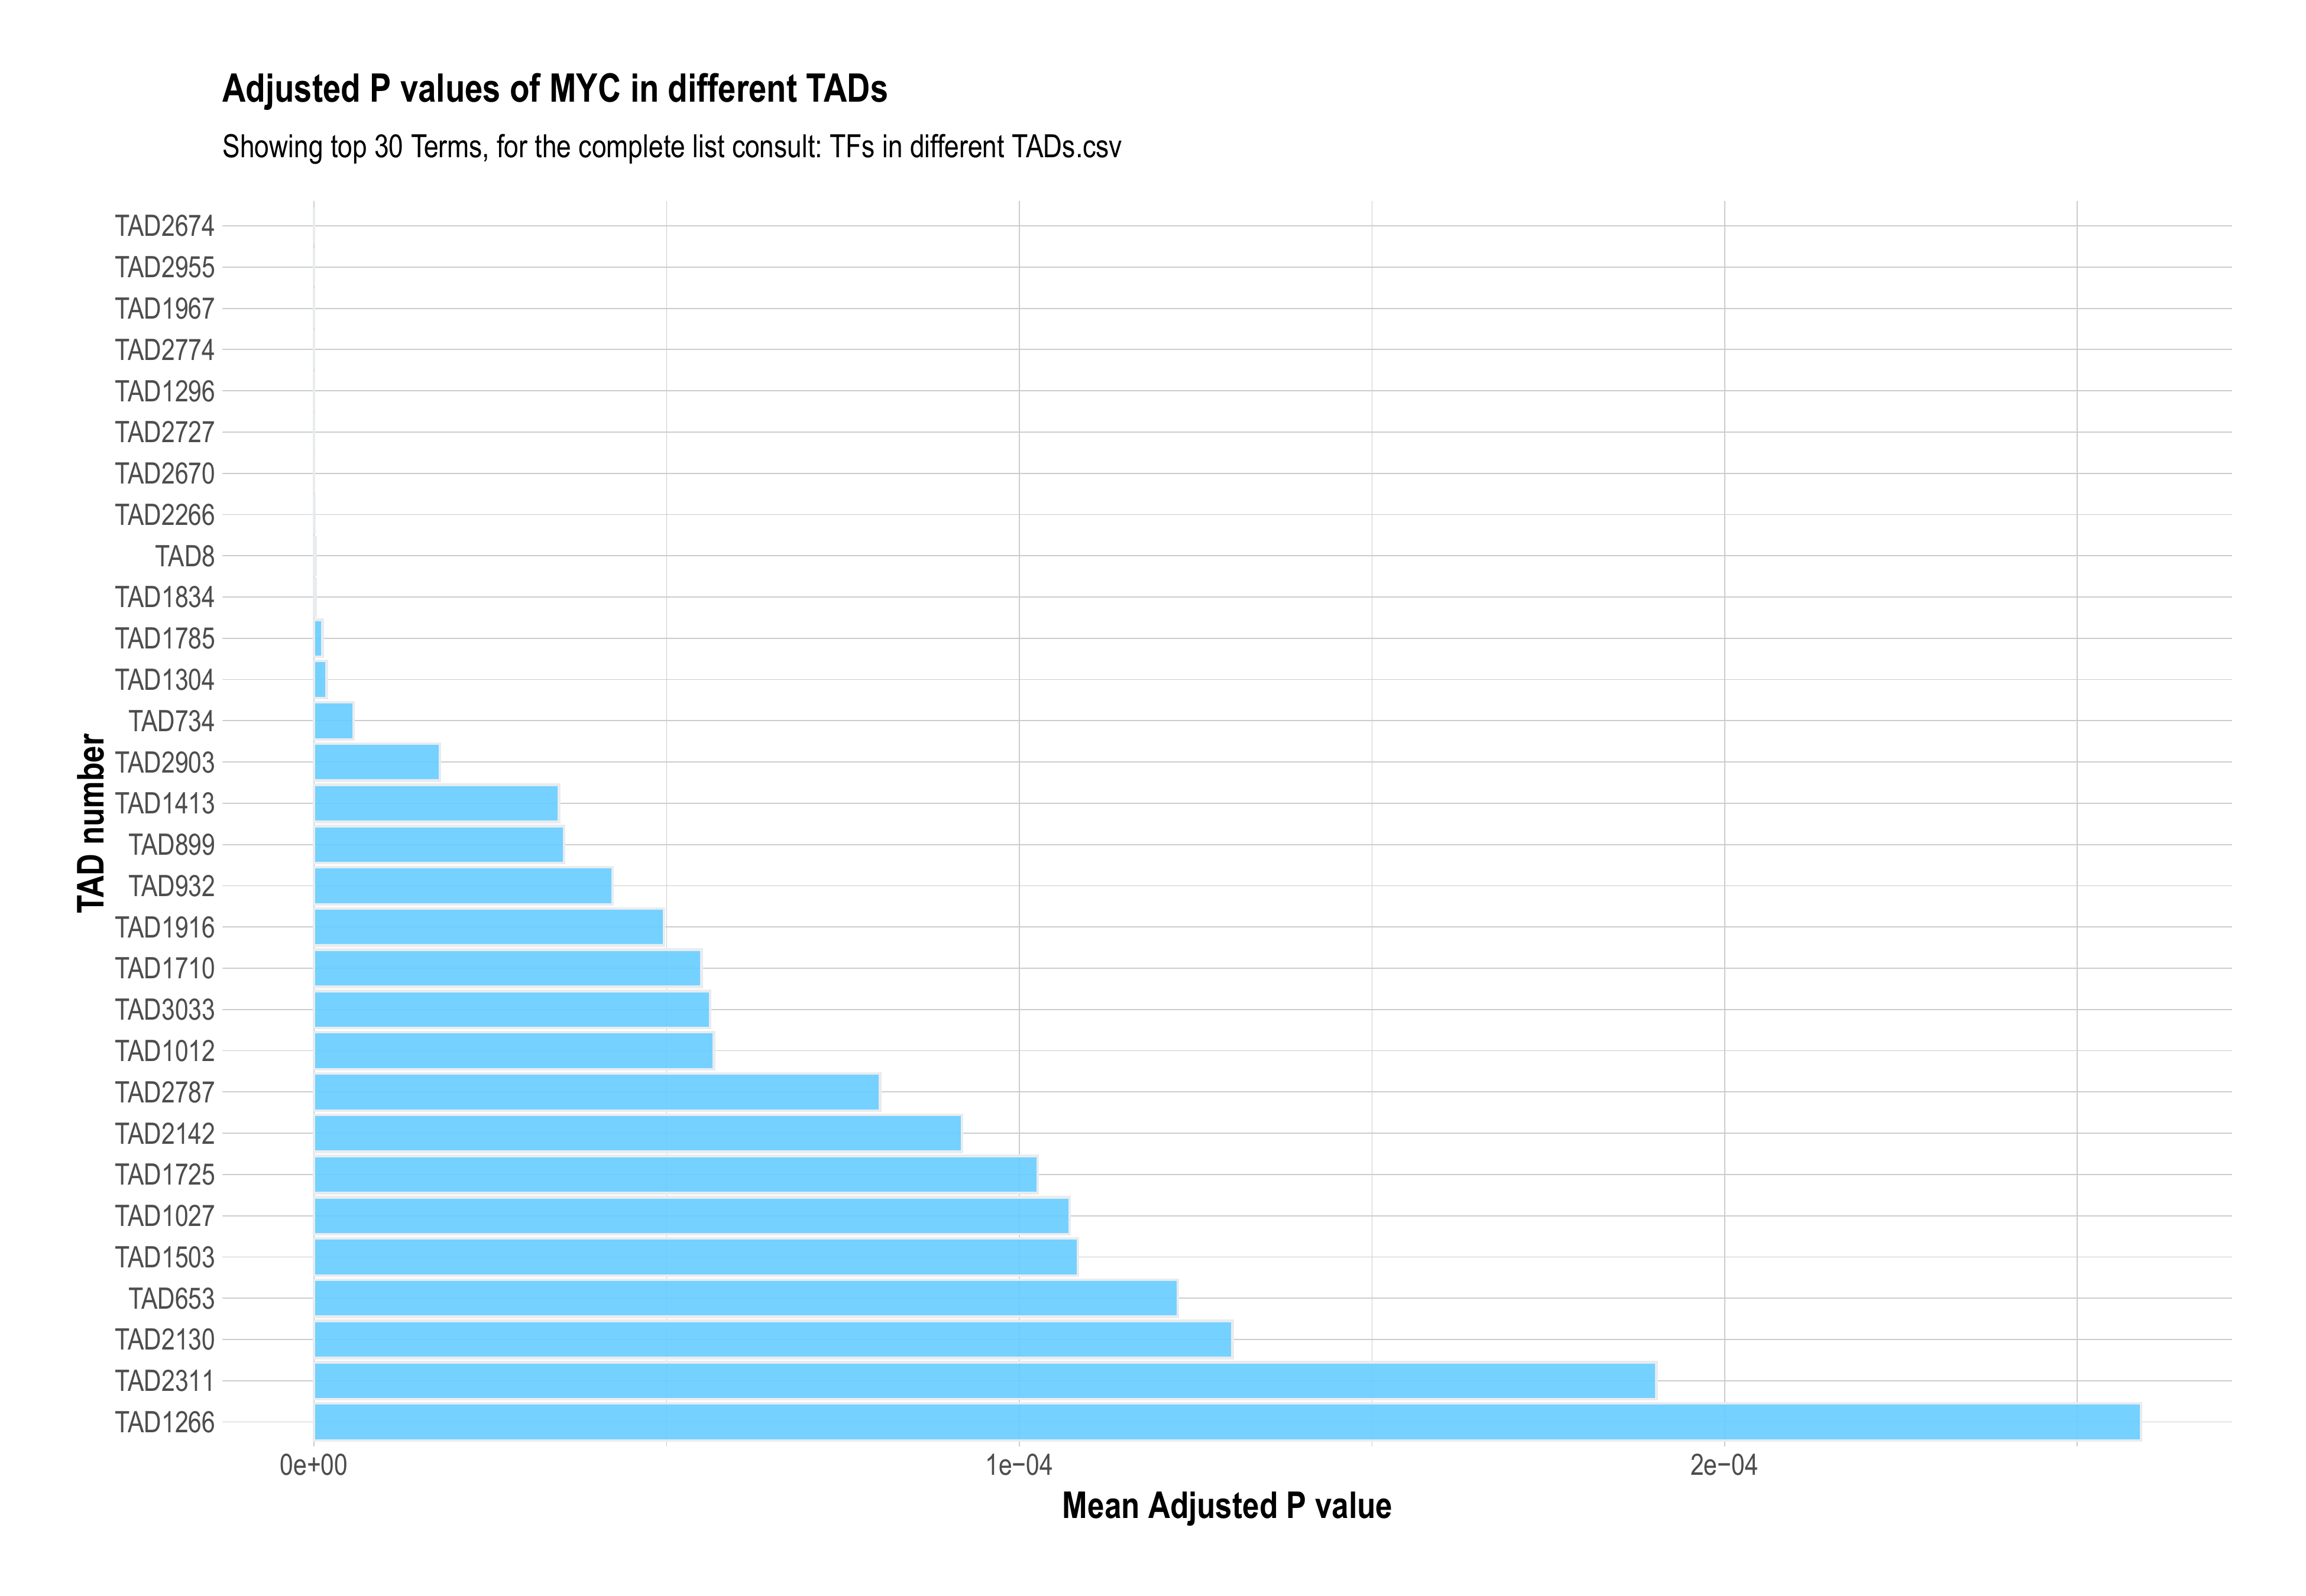 Adjusted P values of MYC in different TADs
Showing top 30 Terms, for the complete list consult: TFs in different TADs.csv
TAD number
TAD2674
TAD2955
TAD1967
TAD2774
TAD1296
TAD2727
TAD2670
TAD2266
TAD8
TAD1834
TAD1785
TAD1304
TAD734
TAD2903
TAD1413
TAD899
TAD932
TAD1916
TAD1710
TAD3033
TAD1012
TAD2787
TAD2142
TAD1725
TAD1027
TAD1503
TAD653
TAD2130
TAD2311
TAD1266
0e+00 1e−04 2e−04
Mean Adjusted P value